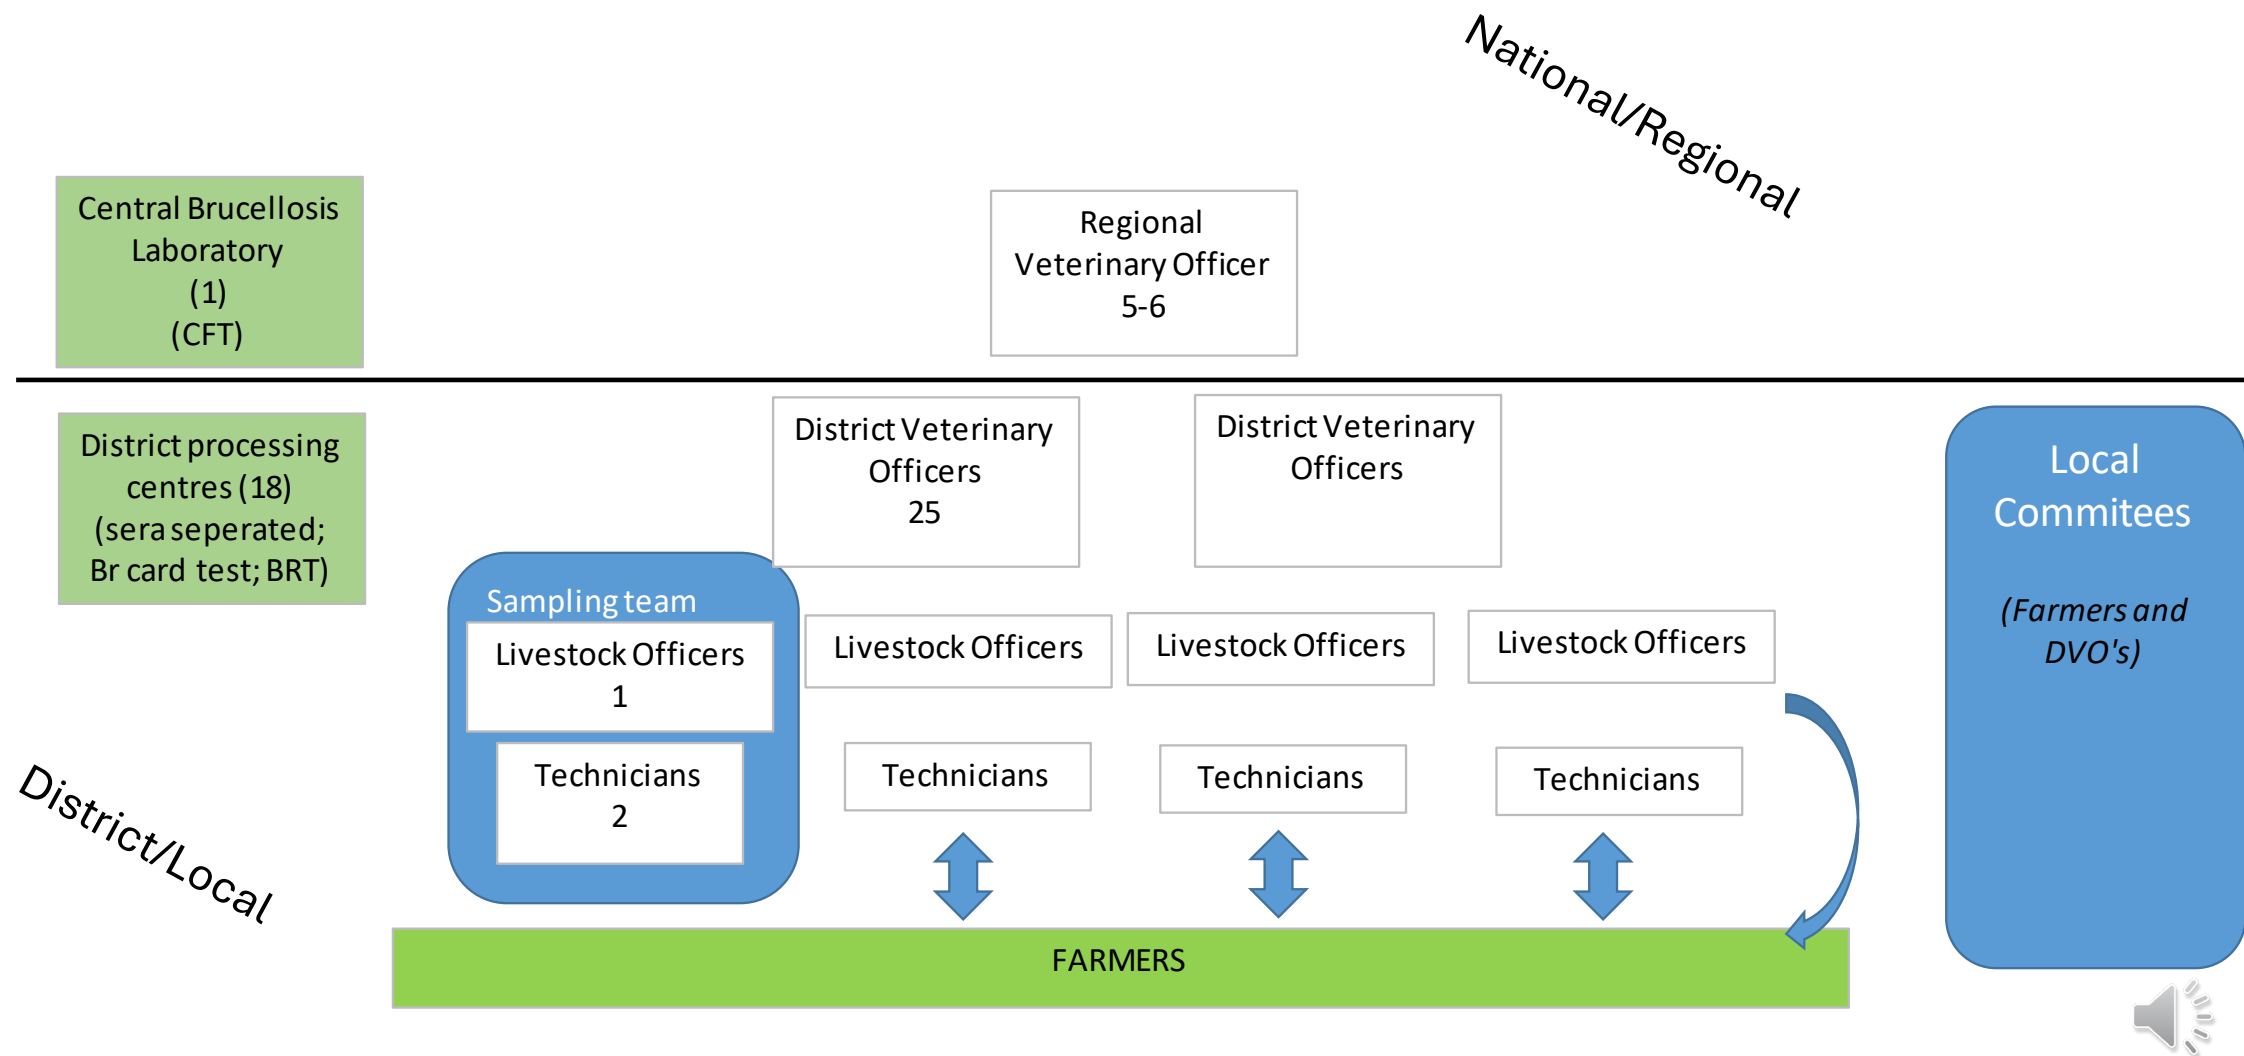 National/Regional
Central Brucellosis
Laboratory
(1)
(CFT)
Regional
Veterinary Officer
5-6
District processing
centres (18)
(sera seperated;
Br card test; BRT)
District Veterinary
Officers
25
District Veterinary
Officers
Local
Commitees
(Farmers and
DVO's)
Sampling team
Livestock Officers
1
Livestock Officers
Livestock Officers
Livestock Officers
Technicians
2
Technicians
Technicians
Technicians
District/Local
FARMERS